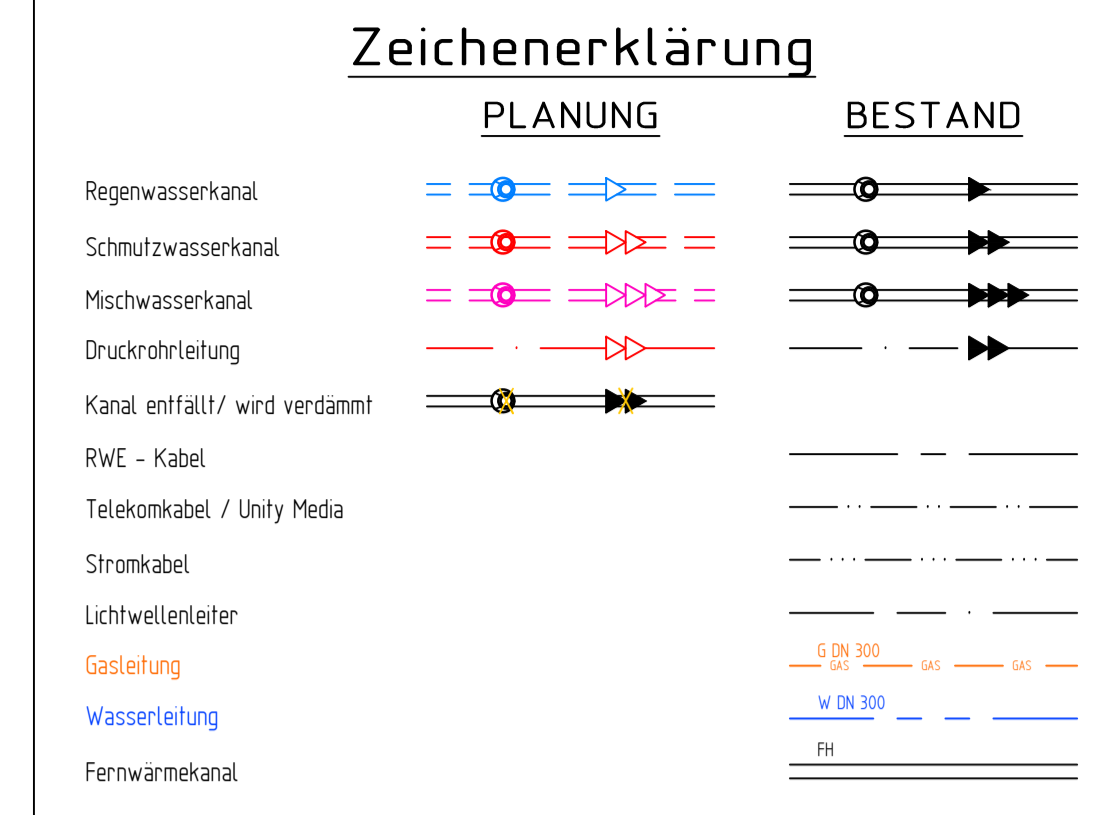 Zeichenerklärung
PLANUNG BESTAND
Regenwasserkanal
Schmutzwasserkanal
Mischwasserkanal
Druckrohrleitung
Kanal entfällt/ wird verdämmt
RWE - Kabel
Telekomkabel / Unity Media
Stromkabel
Lichtwellenleiter
G DN 300
Gasleitung GAS GAS GAS
W DN 300
Wasserleitung
FH
Fernwärmekanal